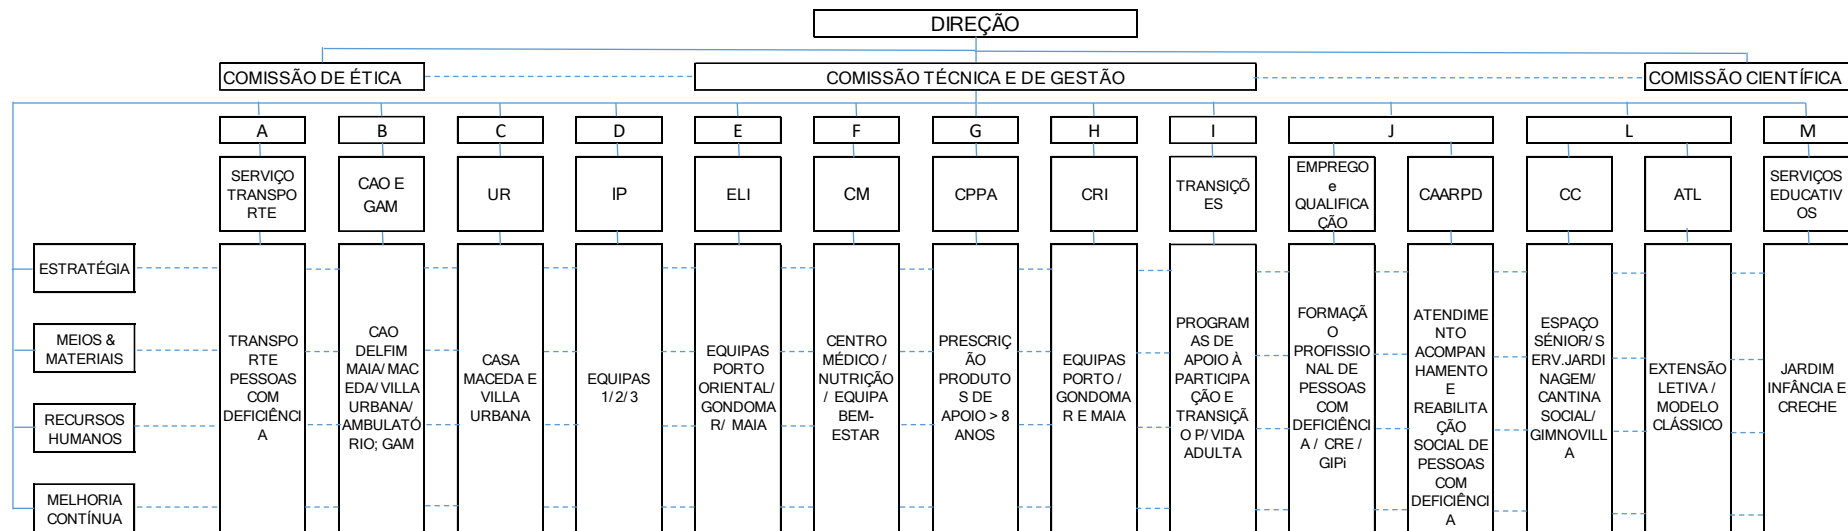 DIREÇÃO
COMISSÃO DE ÉTICA
COMISSÃO TÉCNICA E DE GESTÃO
COMISSÃO CIENTÍFICA
A
B
C
D
E
F
G
H
I
J
L
M
SERVIÇO
TRANSPO
RTE
CAO E
GAM
UR
IP
ELI
CM
CPPA
CRI
TRANSIÇÕ
ES
EMPREGO
e
QUALIFICA
ÇÃO
CAARPD
CC
ATL
SERVIÇOS
EDUCATIV
OS
ESTRATÉGIA
MEIOS &
MATERIAIS
RECURSOS
HUMANOS
MELHORIA
CONTÍNUA
TRANSPO
RTE
PESSOAS
COM
DEFICIÊNCI
A
CAO
DELFIM
MAIA/ MAC
EDA/ VILLA
URBANA/
AMBULATÓ
RIO; GAM
CASA
MACEDA E
VILLA
URBANA
EQUIPAS
1/ 2/ 3
EQUIPAS
PORTO
ORIENTAL/
GONDOMA
R/ MAIA
CENTRO
MÉDICO /
NUTRIÇÃO
/ EQUIPA
BEM-
ESTAR
PRESCRIÇ
ÃO
PRODUTO
S DE
APOIO > 8
ANOS
EQUIPAS
PORTO /
GONDOMA
R E MAIA
PROGRAM
AS DE
APOIO À
PARTICIPA
ÇÃO E
TRANSIÇÃ
O P/ VIDA
ADULTA
FORMAÇÃ
O
PROFISSIO
NAL DE
PESSOAS
COM
DEFICIÊNCI
A / CRE /
GIPi
ATENDIME
NTO
ACOMPAN
HAMENTO
E
REABILITA
ÇÃO
SOCIAL DE
PESSOAS
COM
DEFICIÊNCI
A
ESPAÇO
SÉNIOR/ S
ERV.JARDI
NAGEM/
CANTINA
SOCIAL/
GIMNOVILL
A
EXTENSÃO
LETIVA /
MODELO
CLÁSSICO
JARDIM
INFÂNCIA E
CRECHE